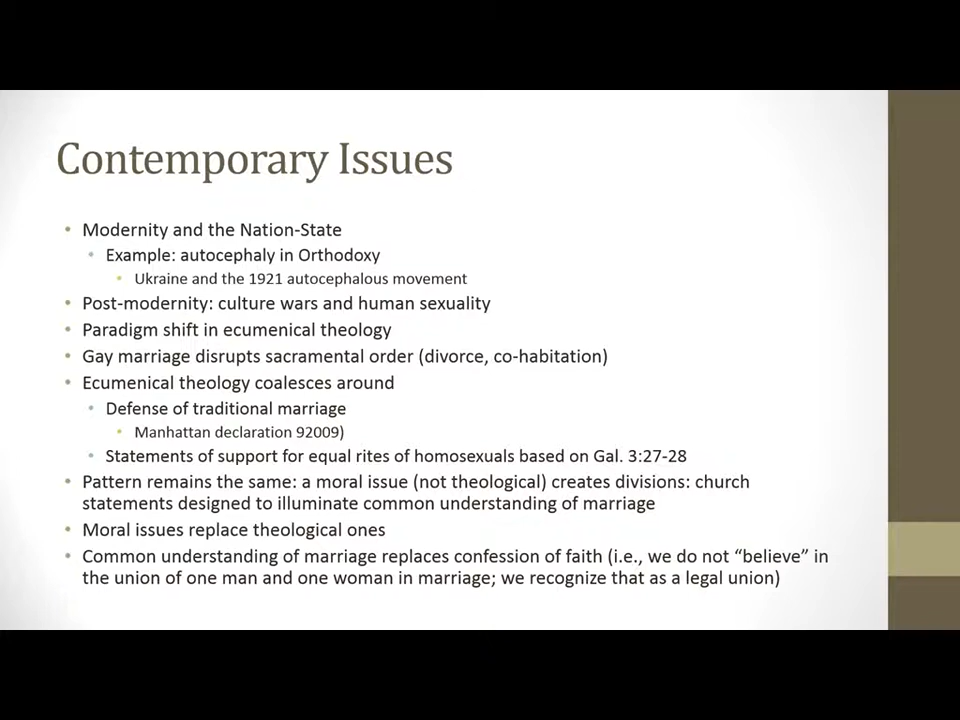 Contemporary Issues
• Modernity and the Nation-State
• Example: autocephaly in Orthodoxy
• Ukraine and the 1921 autocephalous movement
• Post-modernity: culture wars and human sexuality
• Paradigm shift in ecumenical theology
• Gay marriage disrupts sacramental order (divorce, co-habitation)
• Ecumenical theology coalesces around
• Defense of traditional marriage
• Manhattan declaration 92009)
• Statements of support for equal rites of homosexuals based on Gal. 3:27-28
• Pattern remains the same: a moral issue (not theological) creates divisions: church
statements designed to illuminate common understanding of marriage
• Moral issues replace theological ones
• Common understanding of marriage replaces confession of faith (i.e., we do not “believe” in
the union of one man and one woman in marriage; we recognize that as a legal union)